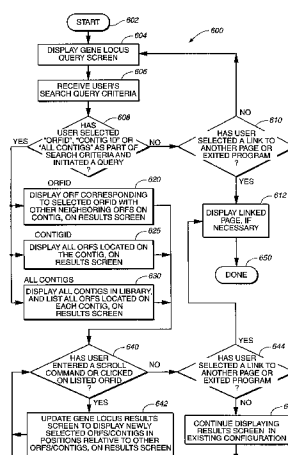 START
602
600
604
DISPLAY GENE LOCUS
QUERY SCREEN
606
RECEIVE USER'S
SEARCH QUERY CRITERIA
608
HAS
USER SELECTED
"ORFID", "CONTIG ID" OR
"ALL CONTIGS" AS PART OF
SEARCH CRITERIA AND
INITIATED A QUERY
?
YES
NO
NO
610
HAS USER
SELECTED A LINK TO
ANOTHER PAGE OR
EXITED PROGRAM
?
YES
612
DISPLAY LINKED
PAGE, IF
NECESSARY
650
DONE
ORFID
620
DISPLAY ORF CORRESPONDING
TO SELECTED ORFID WITH
OTHER NEIGHBORING ORFS ON
CONTIG, ON RESULTS SCREEN
CONTIGID
625
DISPLAY ALL ORFS LOCATED
ON THE CONTIG, ON
RESULTS SCREEN
ALL CONTIGS
630
DISPLAY ALL CONTIGS IN LIBRARY,
AND LIST ALL ORFS LOCATED ON
EACH CONTIG, ON
RESULTS SCREEN
640
HAS USER
ENTERED A SCROLL
COMMAND OR CLICKED
ON LISTED ORFID
?
NO
YES
YES
644
HAS USER
SELECTED A LINK TO
ANOTHER PAGE OR
EXITED PROGRAM
?
NO
642
UPDATE GENE LOCUS RESULTS
SCREEN TO DISPLAY NEWLY
SELECTED ORFS/CONTIGS IN
POSITIONS RELATIVE TO OTHER
ORFS/CONTIGS, ON RESULTS SCREEN
CONTINUE DISPLAYING
RESULTS SCREEN IN
EXISTING CONFIGURATION